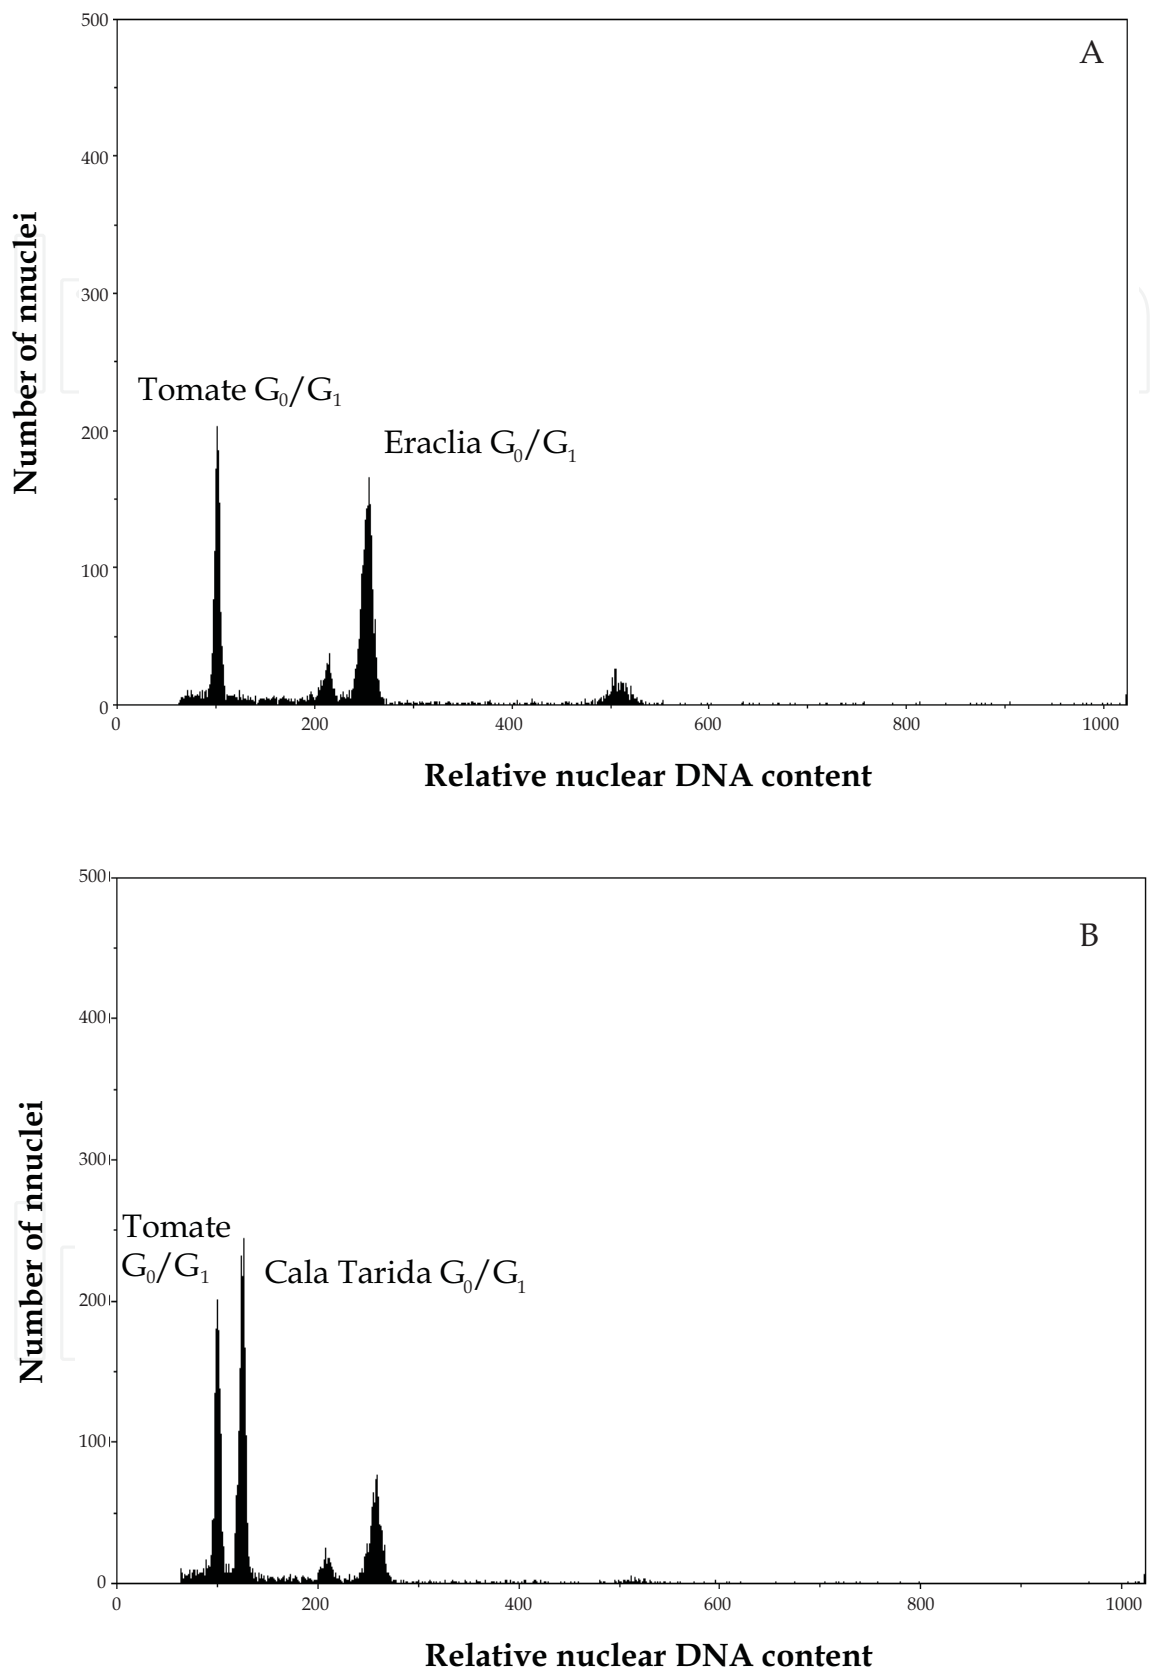 500
A
400
300
200
100
0
Number of nnuclei
Tomate G₀/G₁
Eraclia G₀/G₁
0 200 400 600 800 1000
Relative nuclear DNA content
500
B
400
300
200
100
0
Number of nnuclei
Tomate
G₀/G₁
Cala Tarida G₀/G₁
0 200 400 600 800 1000
Relative nuclear DNA content